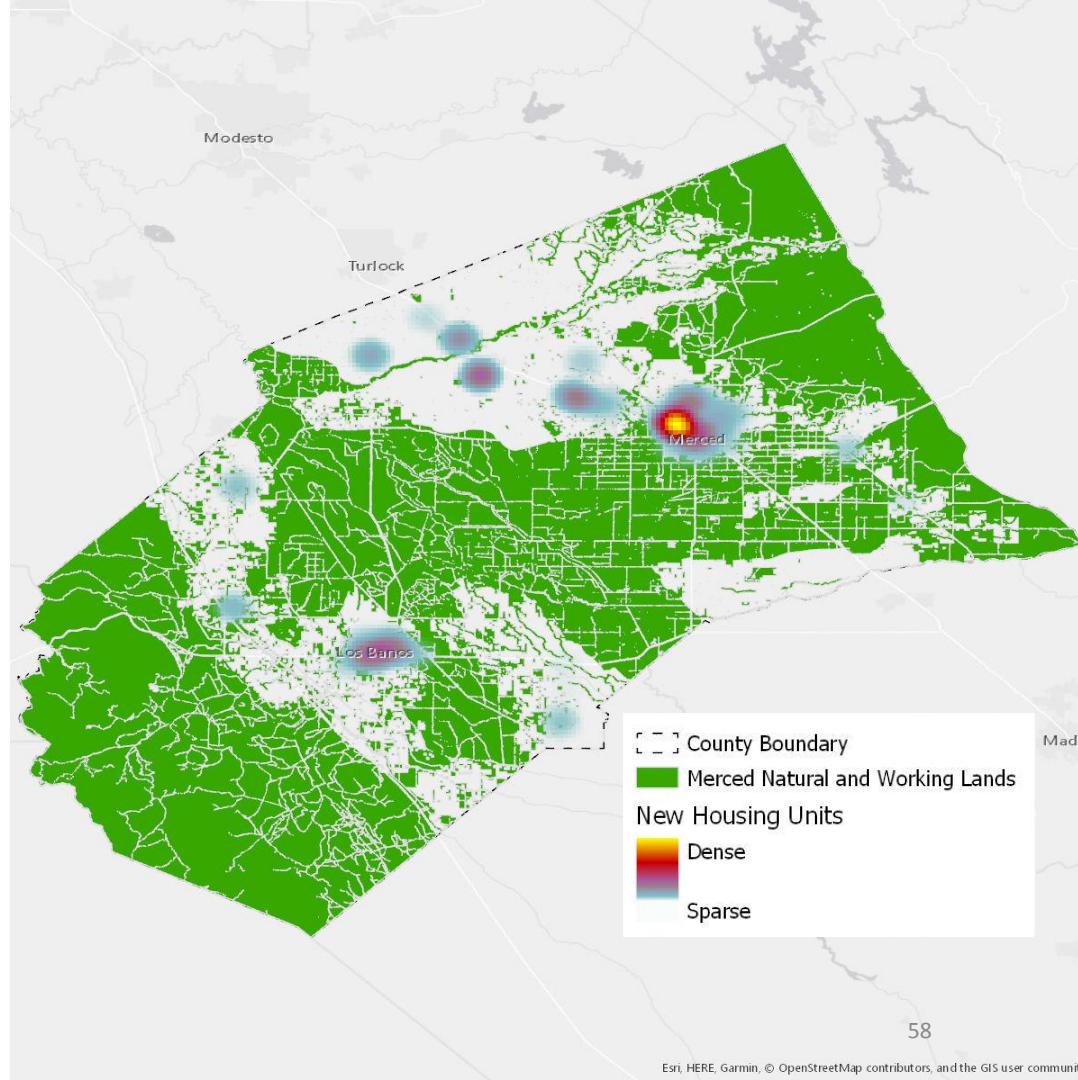 Modesto
Turlock
Merced
Los Banos
County Boundary
Mad
Merced Natural and Working Lands
New Housing Units
Dense
Sparse
58
Esri, HERE, Garmin, © OpenStreetMap contributors, and the GIS user communi